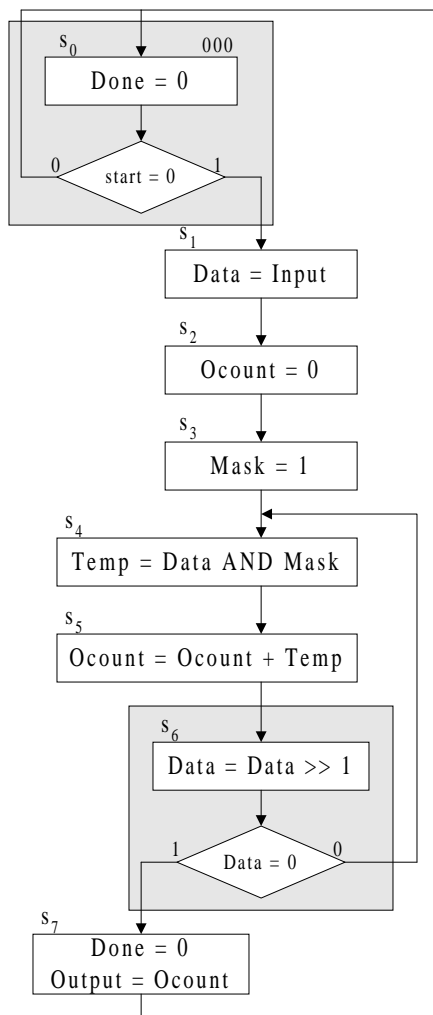 s0
000
Done = 0
0
1
start = 0
s1
Data = Input
s2
Ocount = 0
s3
Mask = 1
s4
Temp = Data AND Mask
s5
Ocount = Ocount + Temp
s6
Data = Data >> 1
1
0
Data = 0
s7
Done = 0
Output = Ocount